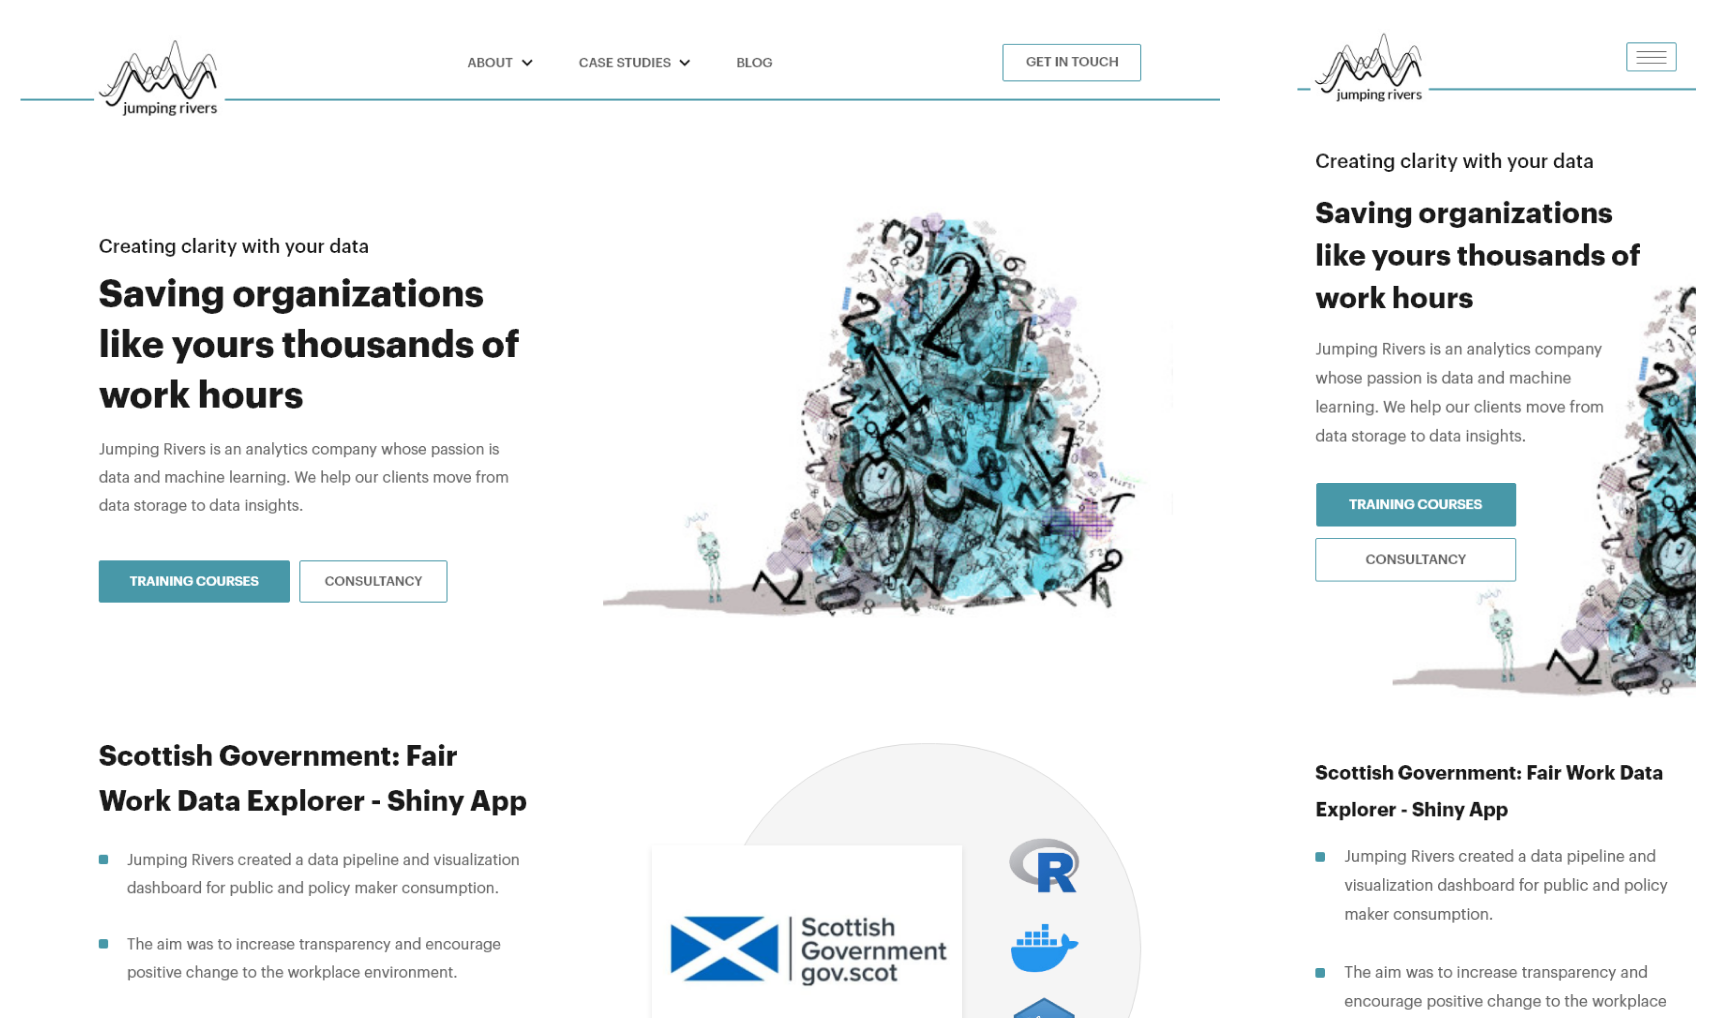 jumping rivers
ABOUT
CASE STUDIES
BLOG
GET IN TOUCH
Creating clarity with your data
Saving organizations
like yours thousands of
work hours
Jumping Rivers is an analytics company whose passion is
data and machine learning. We help our clients move from
data storage to data insights.
TRAINING COURSES
CONSULTANCY
Scottish Government: Fair
Work Data Explorer - Shiny App
Jumping Rivers created a data pipeline and visualization
dashboard for public and policy maker consumption.
The aim was to increase transparency and encourage
positive change to the workplace environment.
Scottish
Government
gov.scot
R
jumping rivers
Creating clarity with your data
Saving organizations
like yours thousands of
work hours
Jumping Rivers is an analytics company
whose passion is data and machine
learning. We help our clients move from
data storage to data insights.
TRAINING COURSES
CONSULTANCY
Scottish Government: Fair Work Data
Explorer - Shiny App
Jumping Rivers created a data pipeline and
visualization dashboard for public and policy
maker consumption.
The aim was to increase transparency and
encourage positive change to the workplace